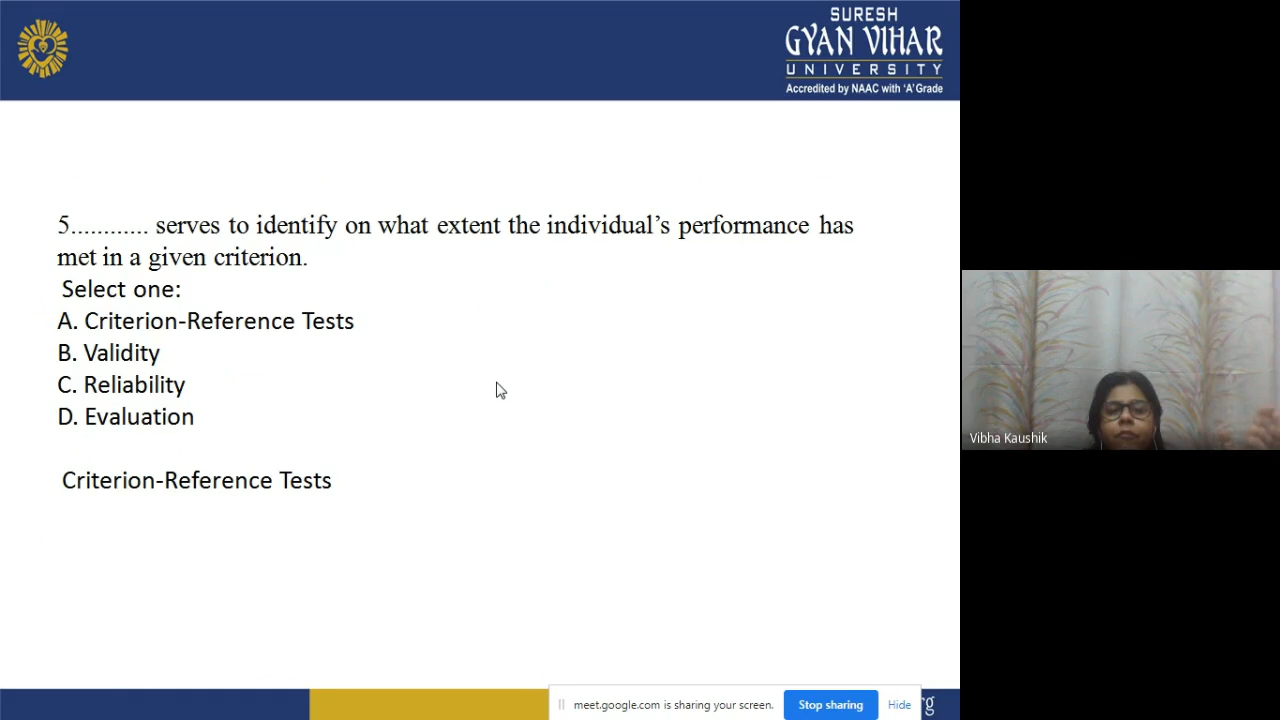 SURESH
GYAN VIHAR
UNIVERSITY
Accredited by NAAC with 'A' Grade
5........... serves to identify on what extent the individual's performance has
met in a given criterion.
Select one:
A. Criterion-Reference Tests
B. Validity
C. Reliability
D. Evaluation
Criterion-Reference Tests
Vibha Kaushik
meet.google.com is sharing your screen.
Stop sharing
Hide